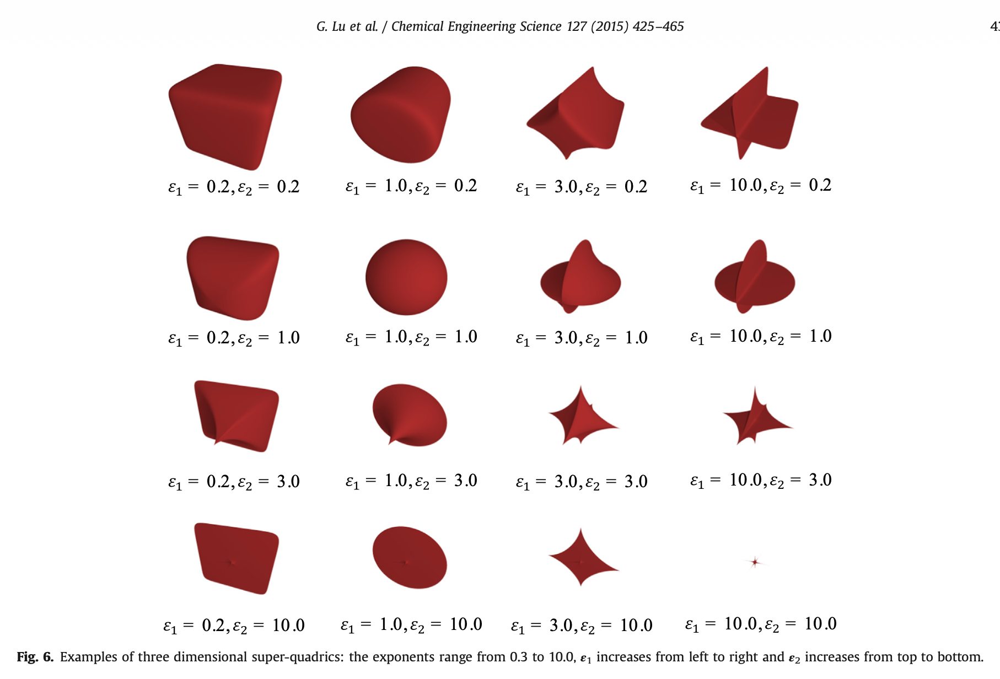 G. Lu et al. / Chemical Engineering Science 127 (2015) 425–465
ε₁ = 0.2, ε₂ = 0.2 ε₁ = 1.0, ε₂ = 0.2 ε₁ = 3.0, ε₂ = 0.2 ε₁ = 10.0, ε₂ = 0.2
ε₁ = 0.2, ε₂ = 1.0 ε₁ = 1.0, ε₂ = 1.0 ε₁ = 3.0, ε₂ = 1.0 ε₁ = 10.0, ε₂ = 1.0
ε₁ = 0.2, ε₂ = 3.0 ε₁ = 1.0, ε₂ = 3.0 ε₁ = 3.0, ε₂ = 3.0 ε₁ = 10.0, ε₂ = 3.0
ε₁ = 0.2, ε₂ = 10.0 ε₁ = 1.0, ε₂ = 10.0 ε₁ = 3.0, ε₂ = 10.0 ε₁ = 10.0, ε₂ = 10.0
Fig. 6. Examples of three dimensional super-quadrics: the exponents range from 0.3 to 10.0, ε₁ increases from left to right and ε₂ increases from top to bottom.